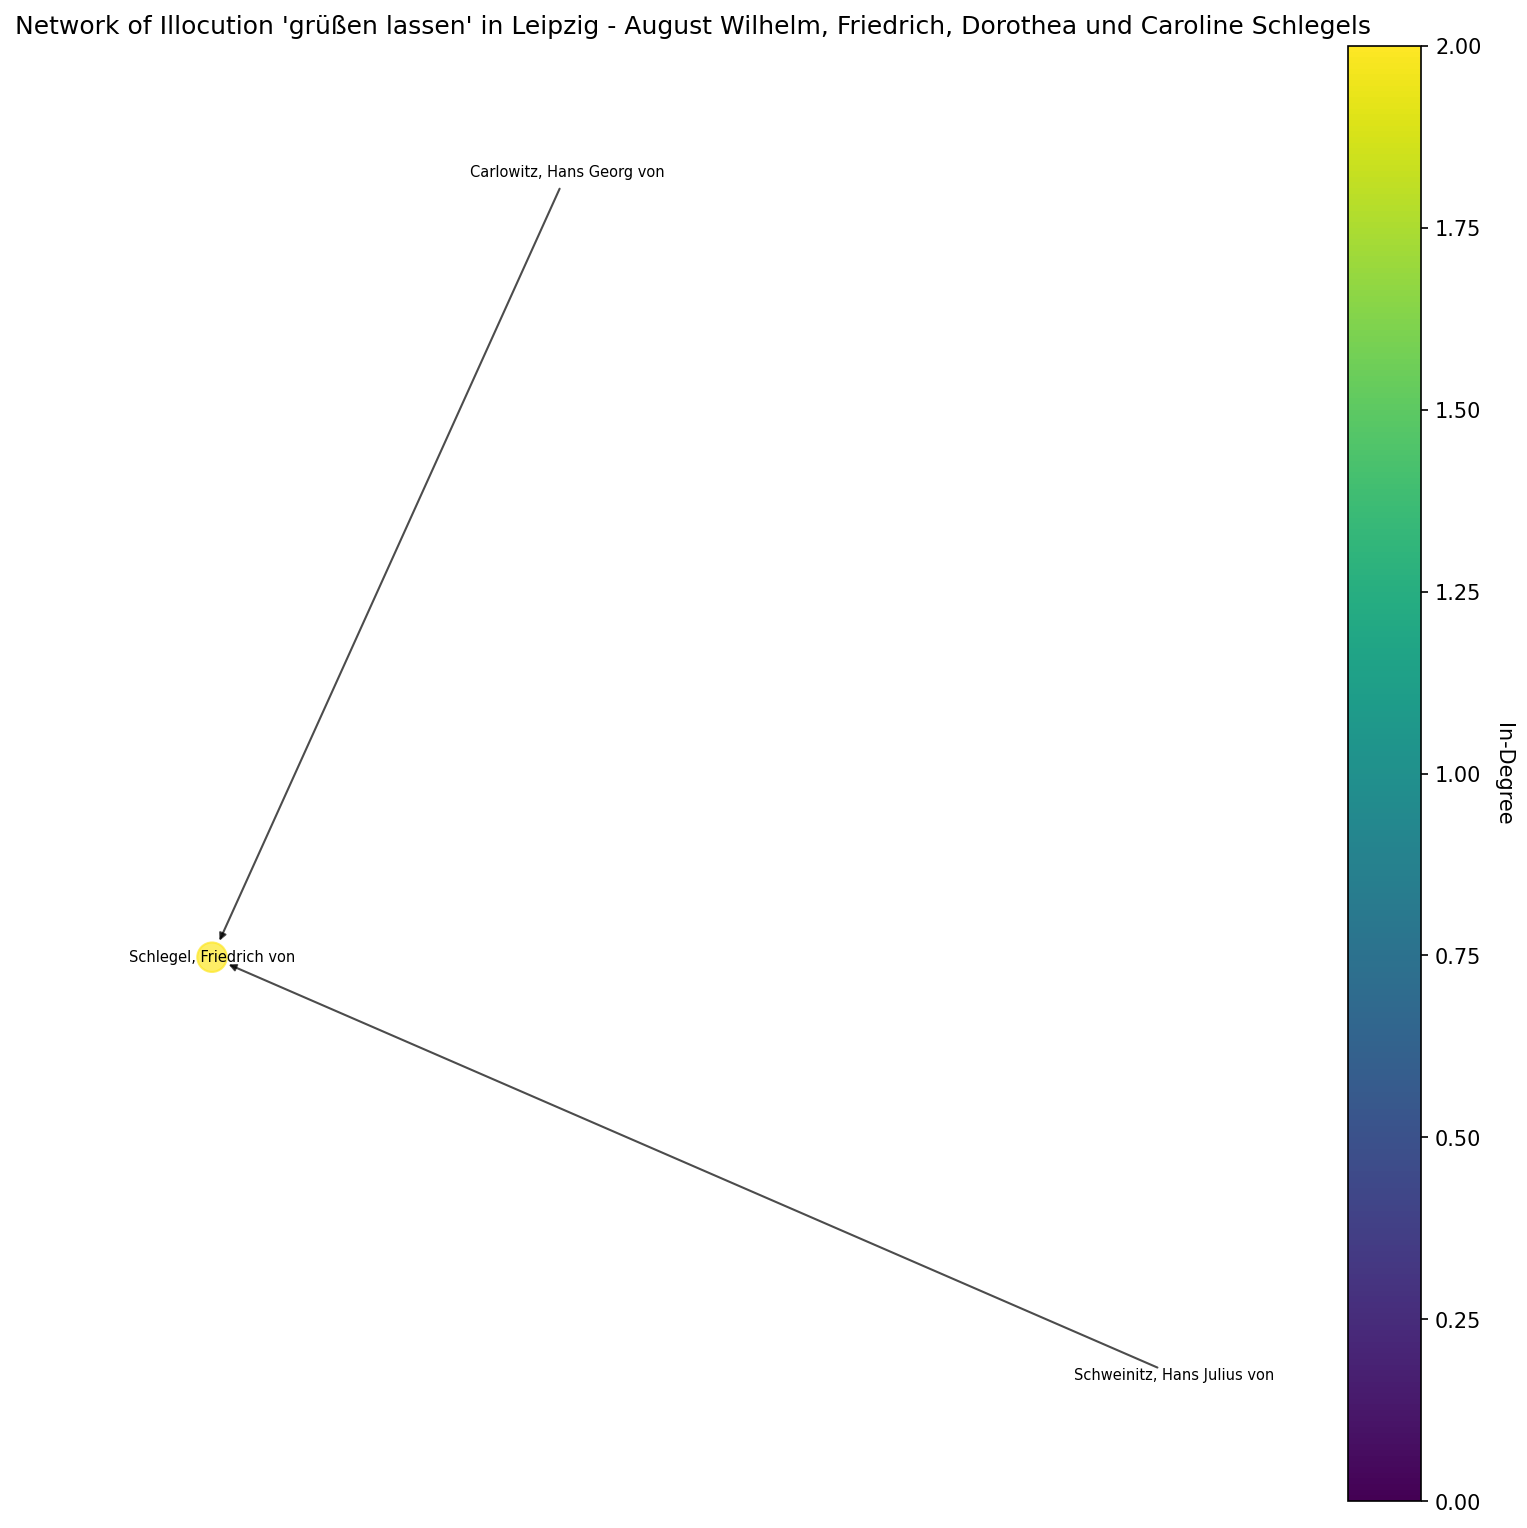 Network of Illocution 'grüßen lassen' in Leipzig - August Wilhelm, Friedrich, Dorothea und Caroline Schlegels
Carlowitz, Hans Georg von
Schlegel, Friedrich von
Schweinitz, Hans Julius von
2.00
1.75
1.50
1.25
1.00
0.75
0.50
0.25
0.00
In-Degree